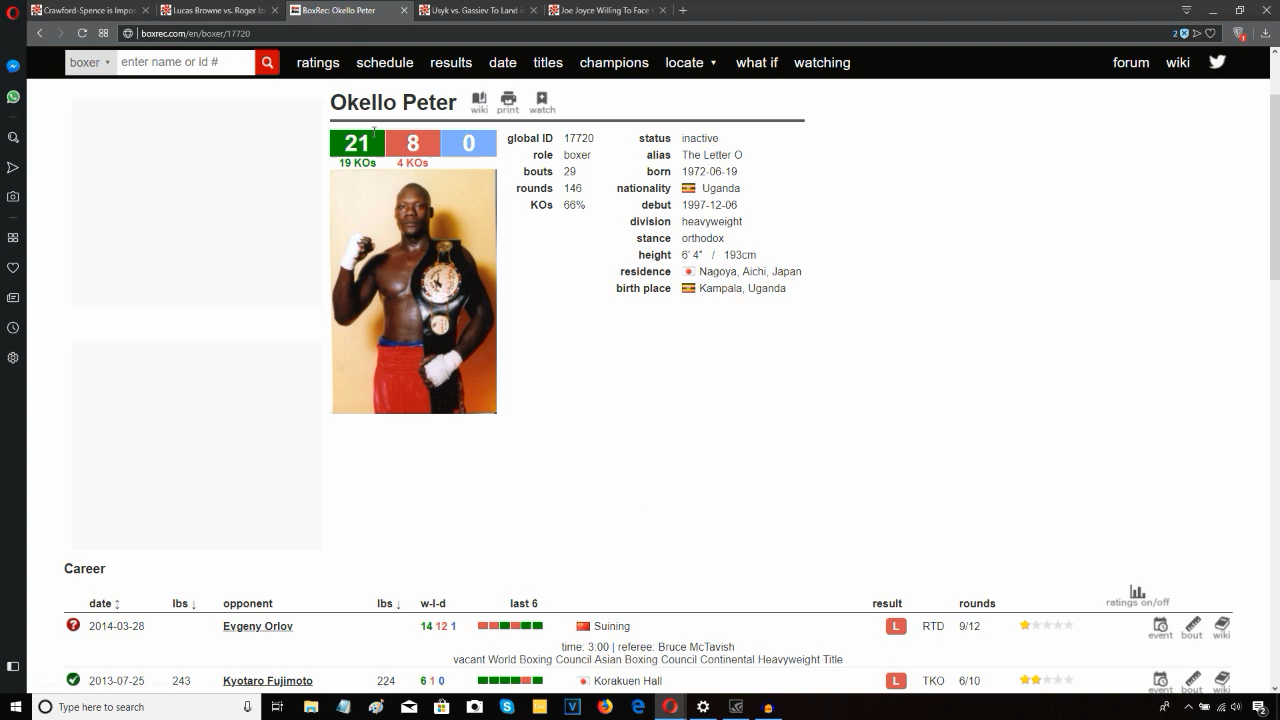 Crawford-Spence is Impos
Lucas Browne vs. Roger Iz
BoxRec: Okello Peter
Usyk vs. Gassiev To Land i
Joe Joyce Willing To Face
boxrec.com/en/boxer/17720
2
1
boxer
enter name or id #
ratings schedule results date titles champions locate what if watching
forum wiki
Okello Peter
wiki print watch
21 8 0
19 KOs 4 KOs
global ID 17720 status inactive
role boxer alias The Letter O
bouts 29 born 1972-06-19
rounds 146 nationality Uganda
KOs 66% debut 1997-12-06
division heavyweight
stance orthodox
height 6′ 4″ / 193cm
residence Nagoya, Aichi, Japan
birth place Kampala, Uganda
Career
ratings on/off
date lbs opponent lbs w-l-d last 6 result rounds
2014-03-28 Evgeny Orlov 14 12 1 Suining L RTD 9/12
event bout wiki
time: 3:00 | referee: Bruce McTavish
vacant World Boxing Council Asian Boxing Council Continental Heavyweight Title
2013-07-25 243 Kyotaro Fujimoto 224 6 1 0 Korakuen Hall L TKO 6/10
event bout wiki
Type here to search
2